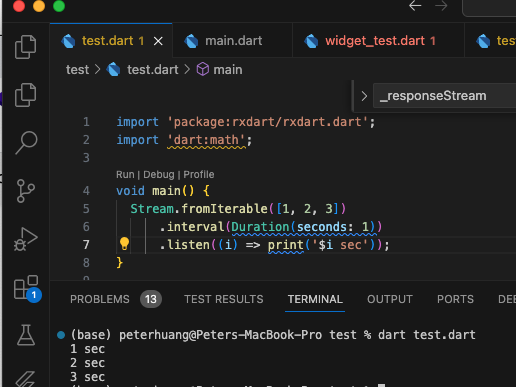 test.dart 1
main.dart
widget_test.dart 1
test > test.dart > main
_responseStream
1 import 'package:rxdart/rxdart.dart';
2 import 'dart:math';
3
Run | Debug | Profile
4 void main() {
5 Stream.fromIterable([1, 2, 3])
6 .interval(Duration(seconds: 1))
7 .listen((i) => print('$i sec'));
8 }
1
PROBLEMS 13 TEST RESULTS TERMINAL OUTPUT PORTS
(base) peterhuang@Peters-MacBook-Pro test % dart test.dart
1 sec
2 sec
3 sec